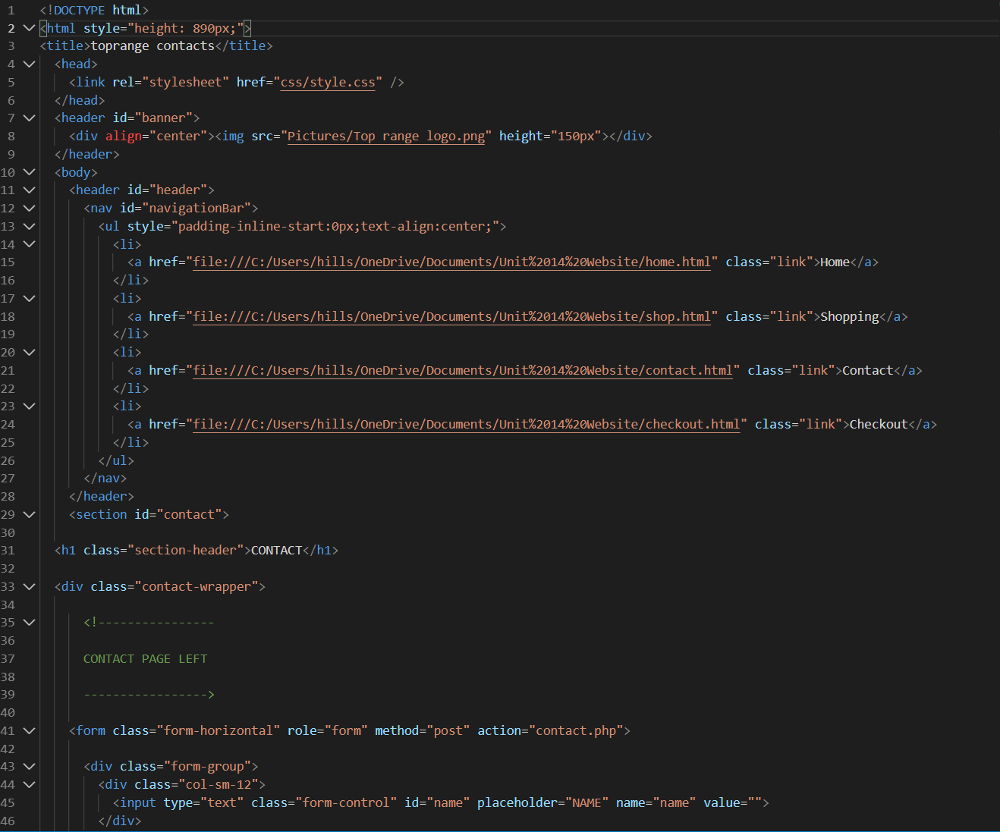 1 <!DOCTYPE html>
2 <html style="height: 890px;">
3 <title>toprange contacts</title>
4 <head>
5 <link rel="stylesheet" href="css/style.css" />
6 </head>
7 <header id="banner">
8 <div align="center"><img src="Pictures/Top range logo.png" height="150px"></div>
9 </header>
10 <body>
11 <header id="header">
12 <nav id="navigationBar">
13 <ul style="padding-inline-start:0px;text-align:center;">
14 <li>
15 <a href="file:///C:/Users/hills/OneDrive/Documents/Unit%2014%20Website/home.html" class="link">Home</a>
16 </li>
17 <li>
18 <a href="file:///C:/Users/hills/OneDrive/Documents/Unit%2014%20Website/shop.html" class="link">Shopping</a>
19 </li>
20 <li>
21 <a href="file:///C:/Users/hills/OneDrive/Documents/Unit%2014%20Website/contact.html" class="link">Contact</a>
22 </li>
23 <li>
24 <a href="file:///C:/Users/hills/OneDrive/Documents/Unit%2014%20Website/checkout.html" class="link">Checkout</a>
25 </li>
26 </ul>
27 </nav>
28 </header>
29 <section id="contact">
30
31 <h1 class="section-header">CONTACT</h1>
32
33 <div class="contact-wrapper">
34
35 <!----------------
36
37 CONTACT PAGE LEFT
38
39 ----------------->
40
41 <form class="form-horizontal" role="form" method="post" action="contact.php">
42
43 <div class="form-group">
44 <div class="col-sm-12">
45 <input type="text" class="form-control" id="name" placeholder="NAME" name="name" value="">
46 </div>